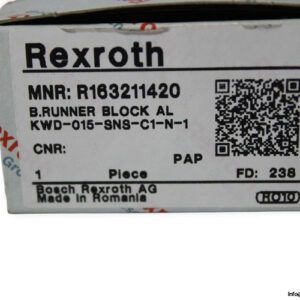 Rexroth
MNR: R163211420
B.RUNNER BLOCK AL
KWD-015-SNS-C1-N-1
CNR:
PAP
1 Piece FD: 238
Bosch Rexroth AG
Made in Romania